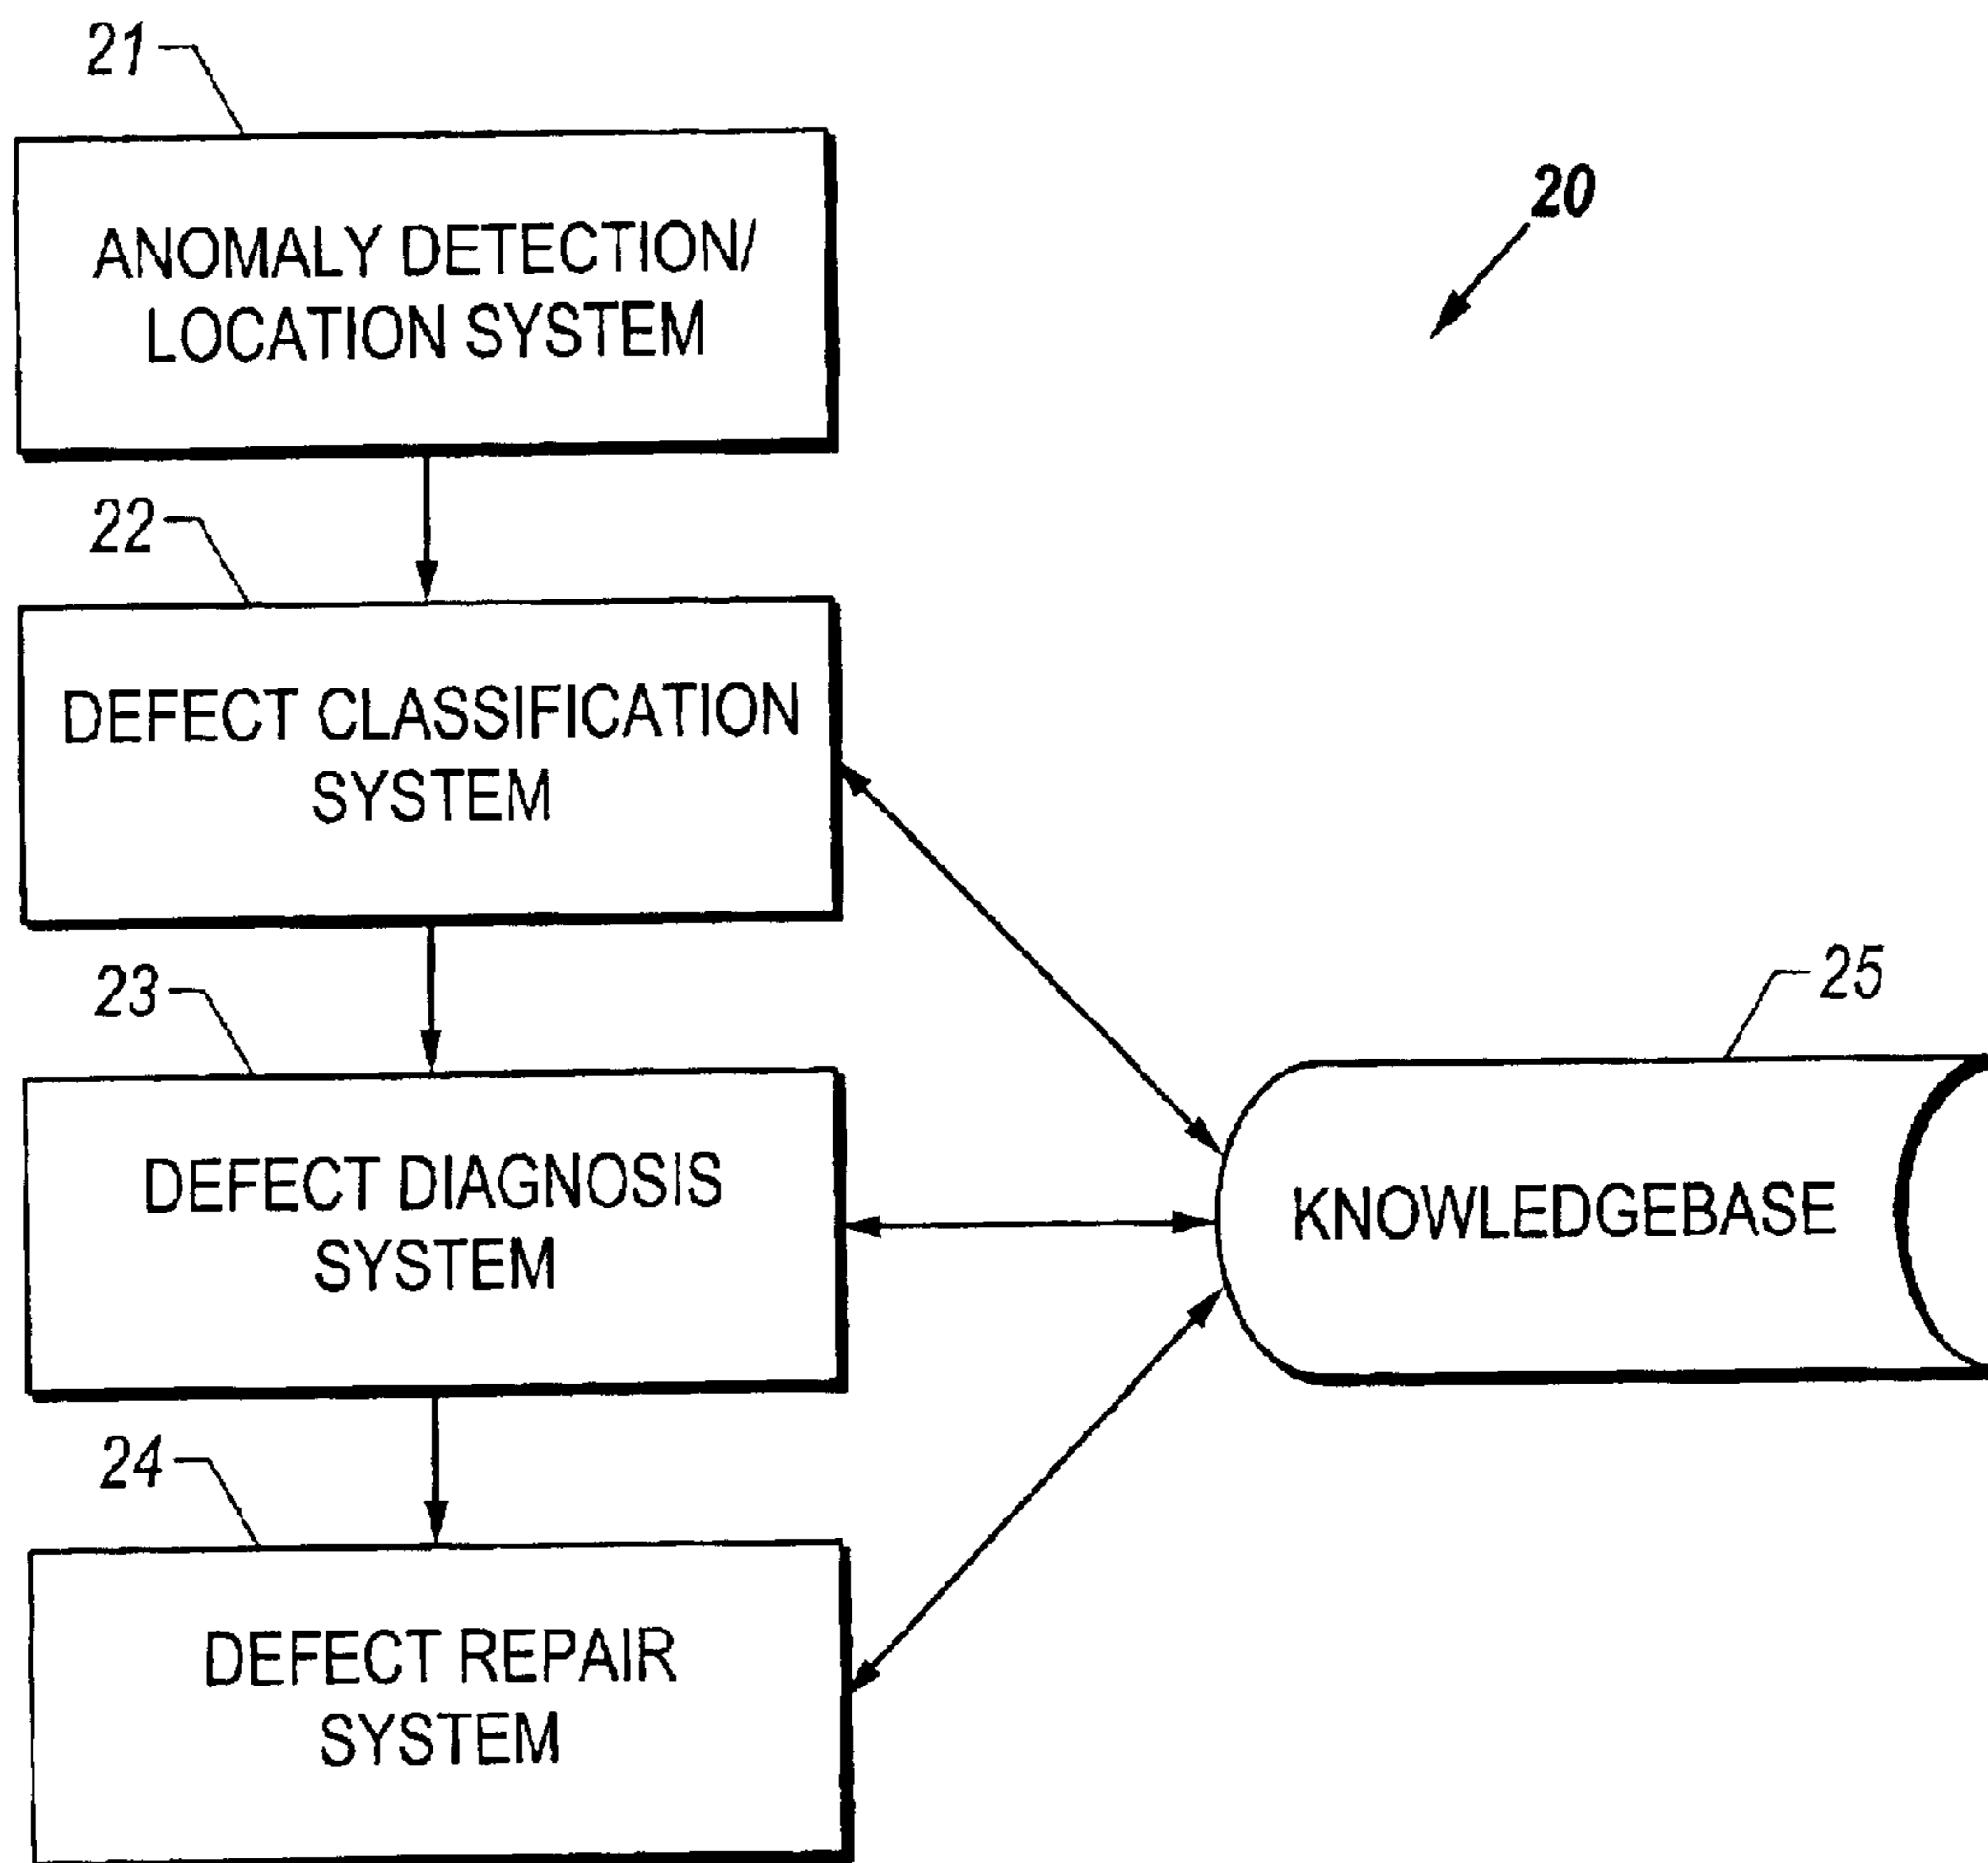 21
ANOMALY DETECTION/
LOCATION SYSTEM
20
22
DEFECT CLASSIFICATION
SYSTEM
23
DEFECT DIAGNOSIS
SYSTEM
25
KNOWLEDGEBASE
24
DEFECT REPAIR
SYSTEM